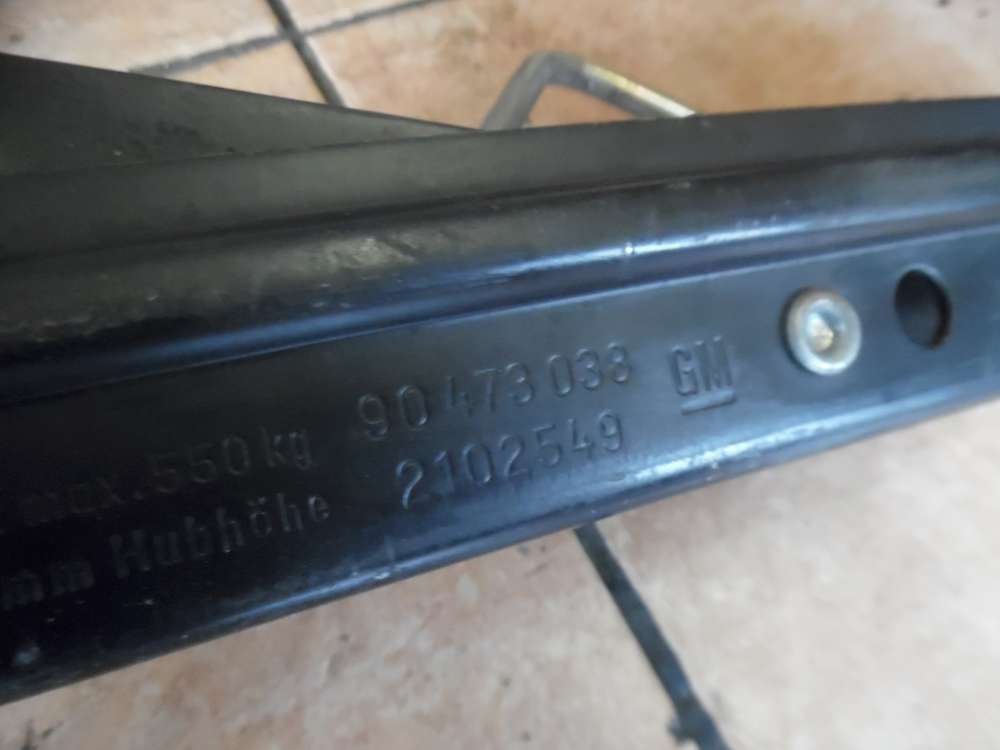 max. 550 kg 90 473 038 GM
mm Hubhöhe 2102549